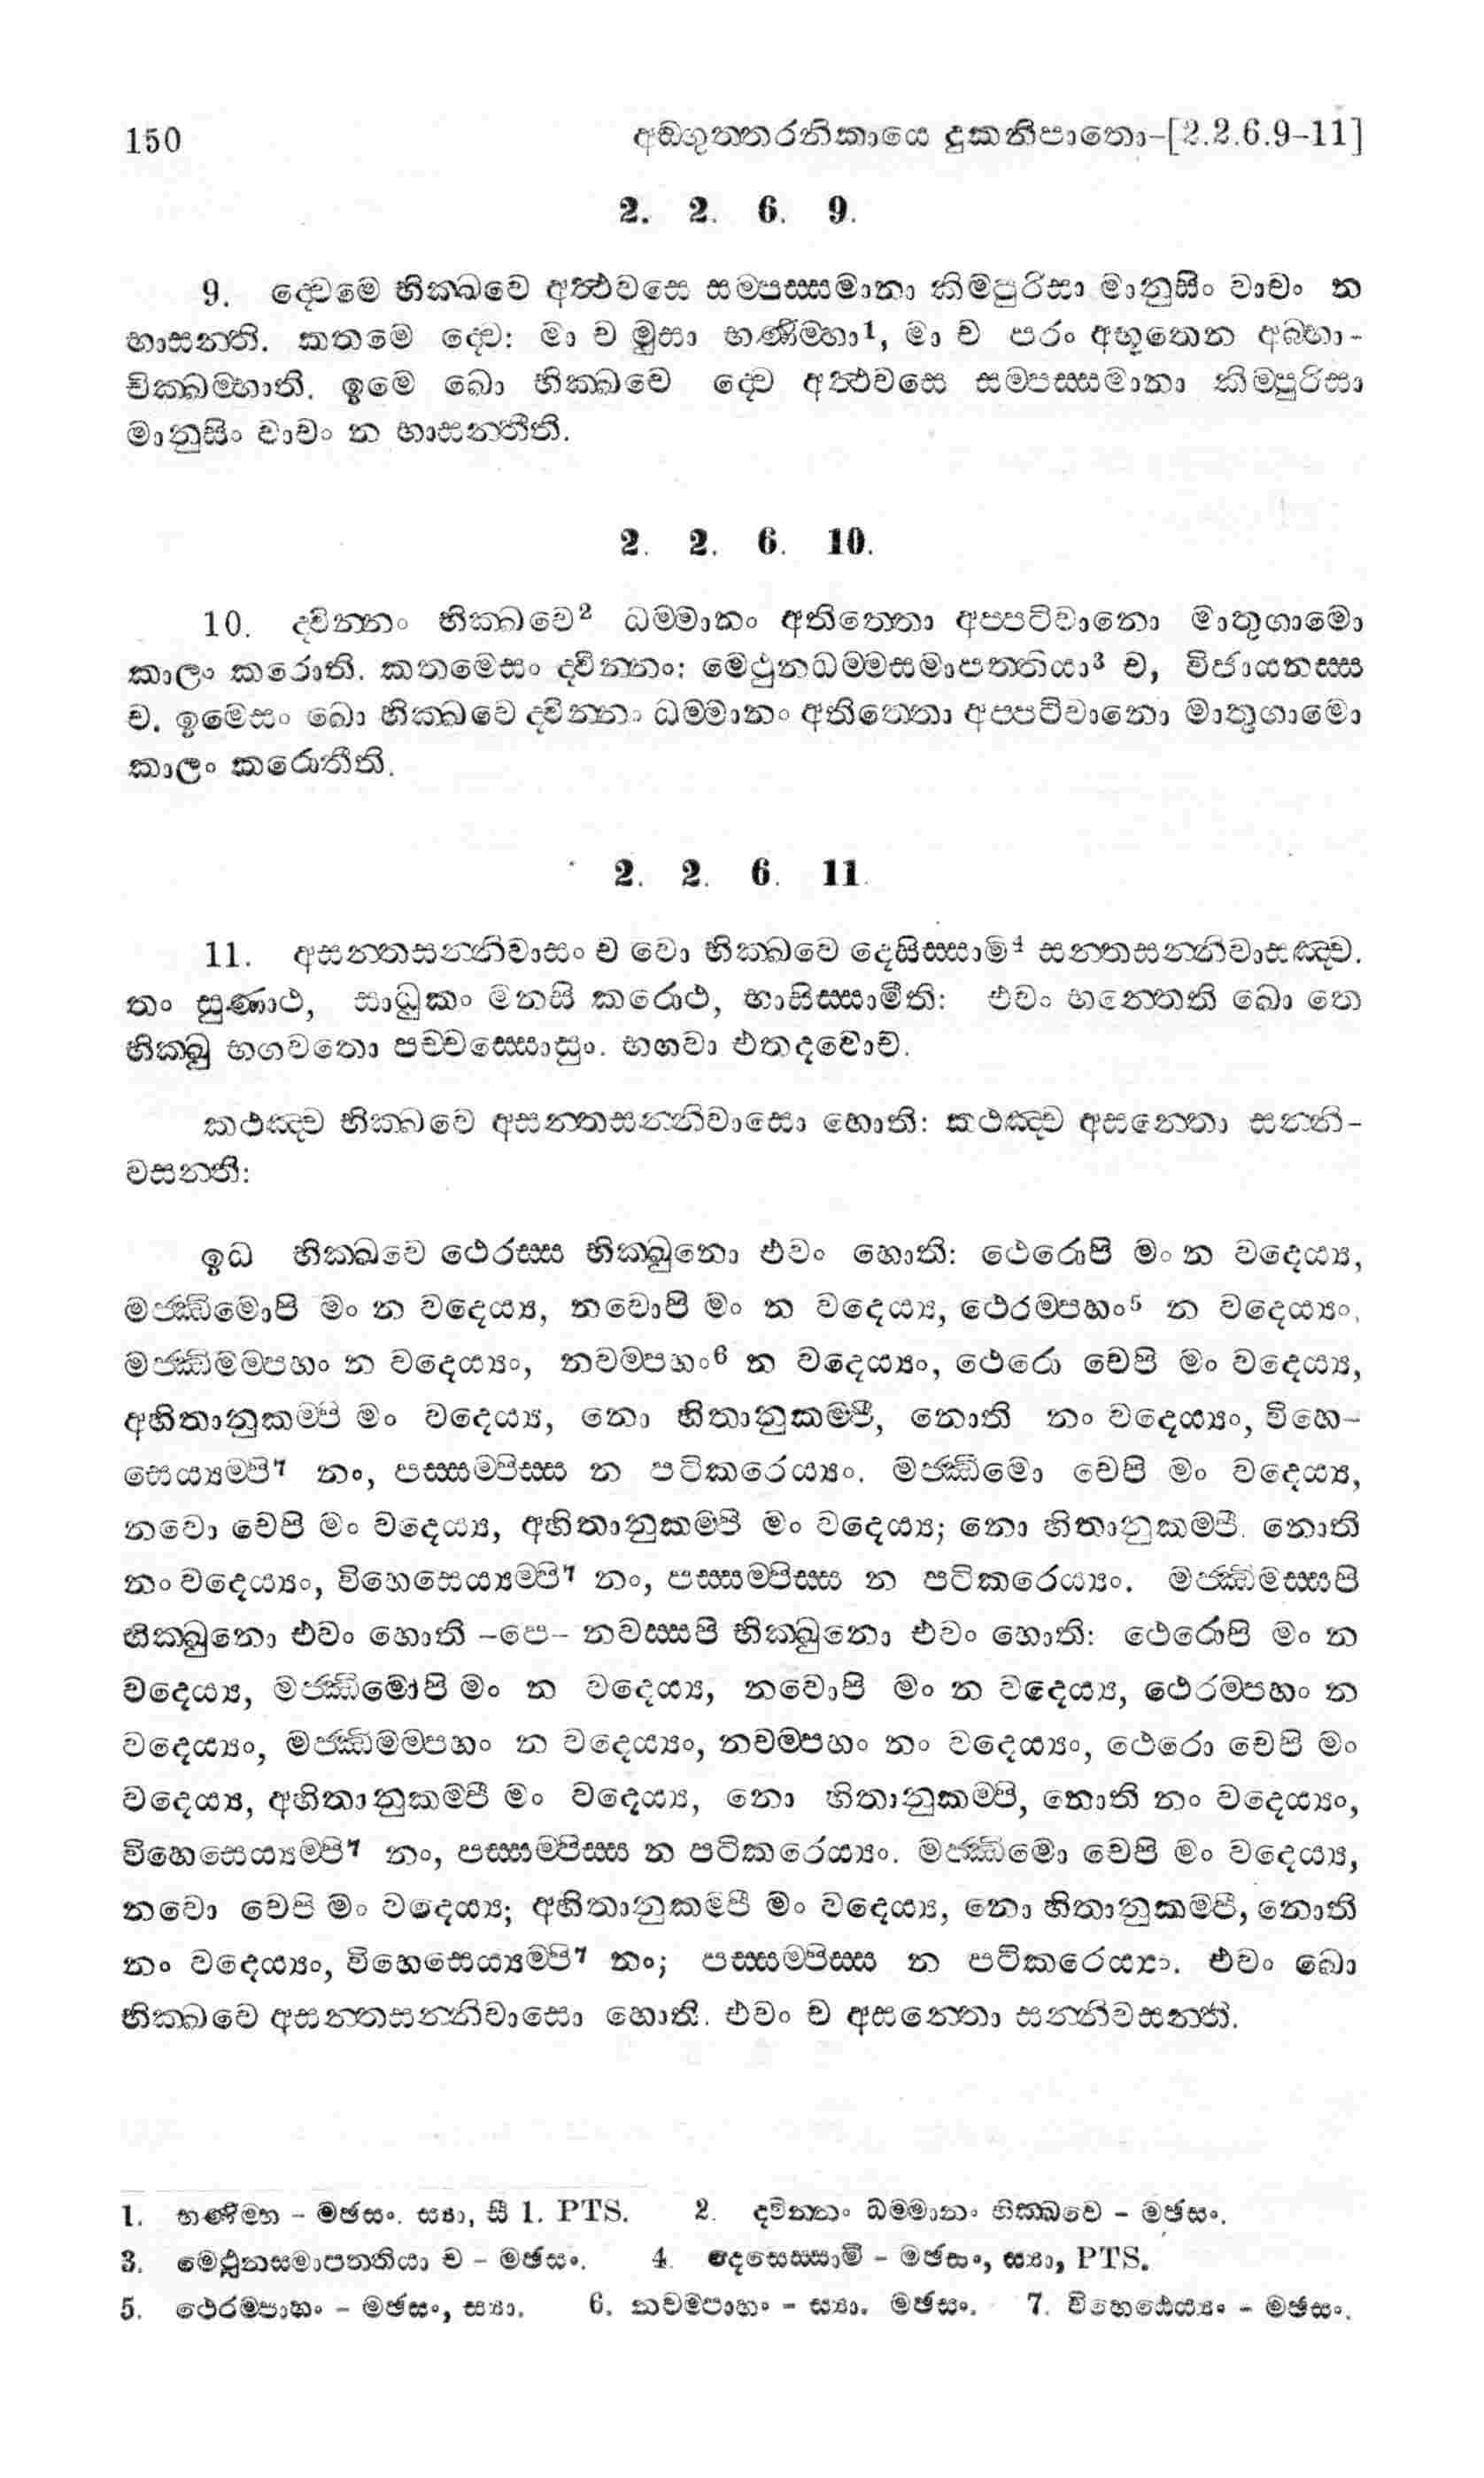 150 අඞ්ගුත්තරනිකායෙ දුකනිපාතො-[2.2.6.9-11]
2. 2. 6. 9.
9. ද්වෙමෙ භික්ඛවෙ අත්ථවසෙ සම්පස්සමානා කිම්පුරිසා මානුසිං වාචං න
භාසන්ති. කතමෙ ද්වෙ: මා ච මුසා භණිම්හා1, මා ච පරං අභූතෙන අබ්භා-
චික්ඛම්හාති. ඉමෙ ඛො භික්ඛවෙ ද්වෙ අත්ථවසෙ සම්පස්සමානා කිම්පුරිසා
මානුසිං වාචං න භාසන්තීති.
2. 2. 6. 10.
10. ද්වින්නං භික්ඛවෙ2 ධම්මානං අතිත්තො අප්පටිවානො මාතුගාමො
කාලං කරොති. කතමෙසං ද්වින්නං: මෙථුනධම්මසමාපත්තියා3 ච, විජායනස්ස
ච. ඉමෙසං ඛො භික්ඛවෙ ද්වින්නං ධම්මානං අතිත්තො අප්පටිවානො මාතුගාමො
කාලං කරොතීති.
2. 2. 6. 11.
11. අසන්තසන්නිවාසං ච වො භික්ඛවෙ දෙසිස්සාමි4 සන්තසන්නිවාසඤ්ච.
තං සුණාථ, සාධුකං මනසි කරොථ, භාසිස්සාමීති: එවං භන්තෙති ඛො තෙ
භික්ඛූ භගවතො පච්චස්සොසුං. භගවා එතදවොච.
කථඤ්ච භික්ඛවෙ අසන්තසන්නිවාසො හොති: කථඤ්ච අසන්තො සන්නි-
වසන්ති:
ඉධ භික්ඛවෙ ථෙරස්ස භික්ඛුනො එවං හොති: ථෙරොපි මං න වදෙය්‍ය,
මජ්ඣිමොපි මං න වදෙය්‍ය, නවොපි මං න වදෙය්‍ය, ථෙරම්පහං5 න වදෙය්‍යං,
මජ්ඣිමම්පහං න වදෙය්‍යං, නවම්පහං6 න වදෙය්‍යං, ථෙරො චෙපි මං වදෙය්‍ය,
අහිතානුකම්පී මං වදෙය්‍ය, නො හිතානුකම්පී, නොති නං වදෙය්‍යං, විහෙ-
සෙය්‍යම්පි7 නං, පස්සම්පිස්ස න පටිකරෙය්‍යං. මජ්ඣිමො චෙපි මං වදෙය්‍ය,
නවො චෙපි මං වදෙය්‍ය, අහිතානුකම්පී මං වදෙය්‍ය; නො හිතානුකම්පී. නොති
නං වදෙය්‍යං, විහෙසෙය්‍යම්පි7 නං, පස්සම්පිස්ස න පටිකරෙය්‍යං. මජ්ඣිමස්සපි
භික්ඛුනො එවං හොති -පෙ- නවස්සපි භික්ඛුනො එවං හොති: ථෙරොපි මං න
වදෙය්‍ය, මජ්ඣිමොපි මං න වදෙය්‍ය, නවොපි මං න වදෙය්‍ය, ථෙරම්පහං න
වදෙය්‍යං, මජ්ඣිමම්පහං න වදෙය්‍යං, නවම්පහං නං වදෙය්‍යං, ථෙරො චෙපි මං
වදෙය්‍ය, අහිතානුකම්පී මං වදෙය්‍ය, නො හිතානුකම්පි, නොති නං වදෙය්‍යං,
විහෙසෙය්‍යම්පි7 නං, පස්සම්පිස්ස න පටිකරෙය්‍යං. මජ්ඣිමො චෙපි මං වදෙය්‍ය,
නවො චෙපි මං වදෙය්‍ය; අහිතානුකම්පී මං වදෙය්‍ය, නො හිතානුකම්පී, නොති
නං වදෙය්‍යං, විහෙසෙය්‍යම්පි7 නං; පස්සම්පිස්ස න පටිකරෙය්‍යං. එවං ඛො
භික්ඛවෙ අසන්තසන්නිවාසො හොති. එවං ච අසන්තො සන්නිවසන්ති.
1. භණිම්හ - මඡසං. ස්‍යා, සී 1. PTS. 2. ද්වින්නං ධම්මානං භික්ඛවෙ - මඡසං.
3. මෙථුනසමාපත්තියා ච - මඡසං. 4. දෙසෙස්සාමි - මඡසං, ස්‍යා, PTS.
5. ථෙරම්පාහං - මඡසං, ස්‍යා. 6. නවම්පාහං - ස්‍යා. මඡසං. 7. විහෙඨෙය්‍යං - මඡසං.